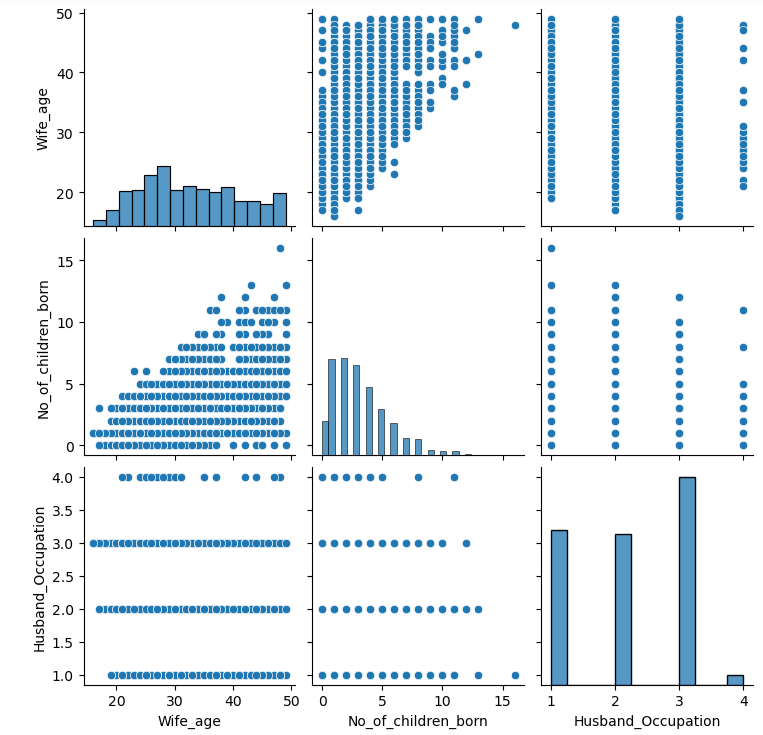 50
40
30
20
Wife_age
15
10
5
0
No_of_children_born
4.0
3.5
3.0
2.5
2.0
1.5
1.0
Husband_Occupation
20 30 40 50
0 5 10 15
1 2 3 4
Wife_age
No_of_children_born
Husband_Occupation